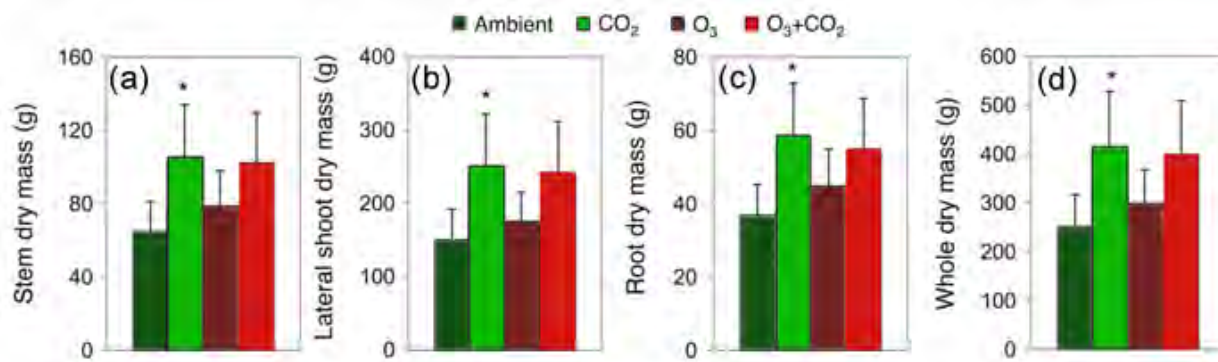 Ambient CO₂ O₃ O₃+CO₂
Stem dry mass (g)
160
120
80
40
0
(a)
*
Lateral shoot dry mass (g)
400
300
200
100
0
(b)
*
Root dry mass (g)
80
60
40
20
0
(c)
*
Whole dry mass (g)
600
500
400
300
200
100
0
(d)
*